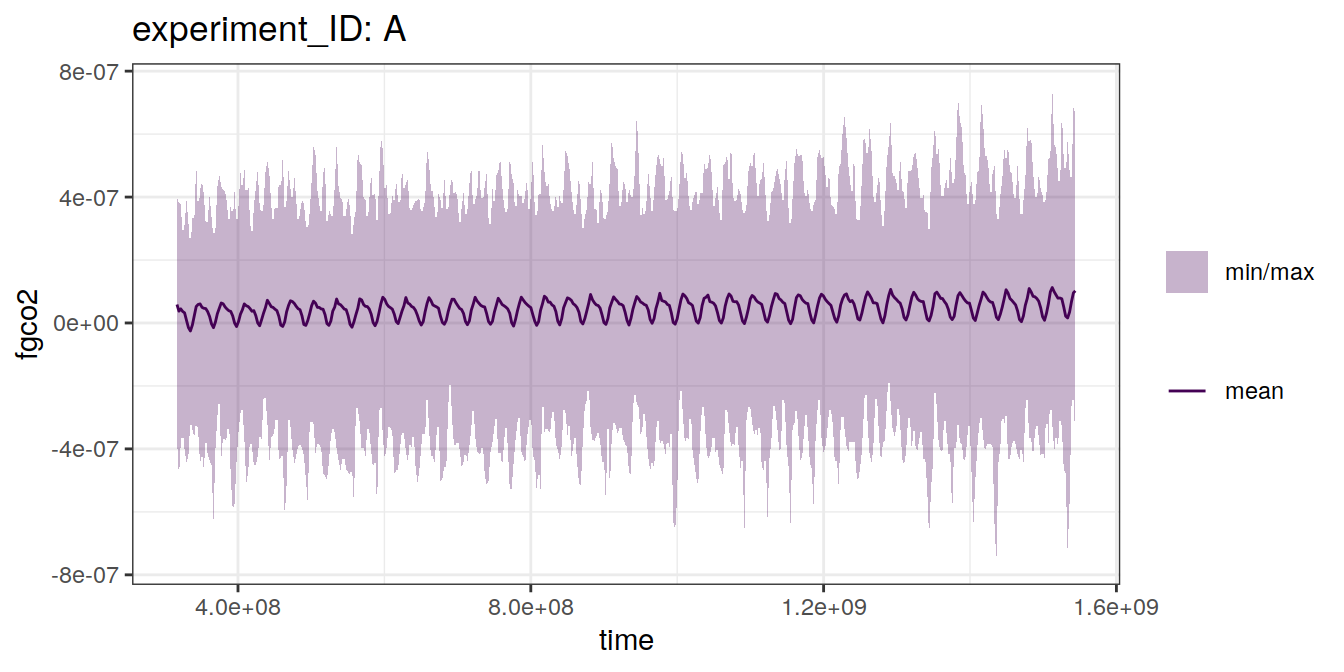 experiment_ID: A
8e-07
4e-07
0e+00
-4e-07
-8e-07
fgco2
4.0e+08
8.0e+08
1.2e+09
1.6e+09
time
min/max
mean